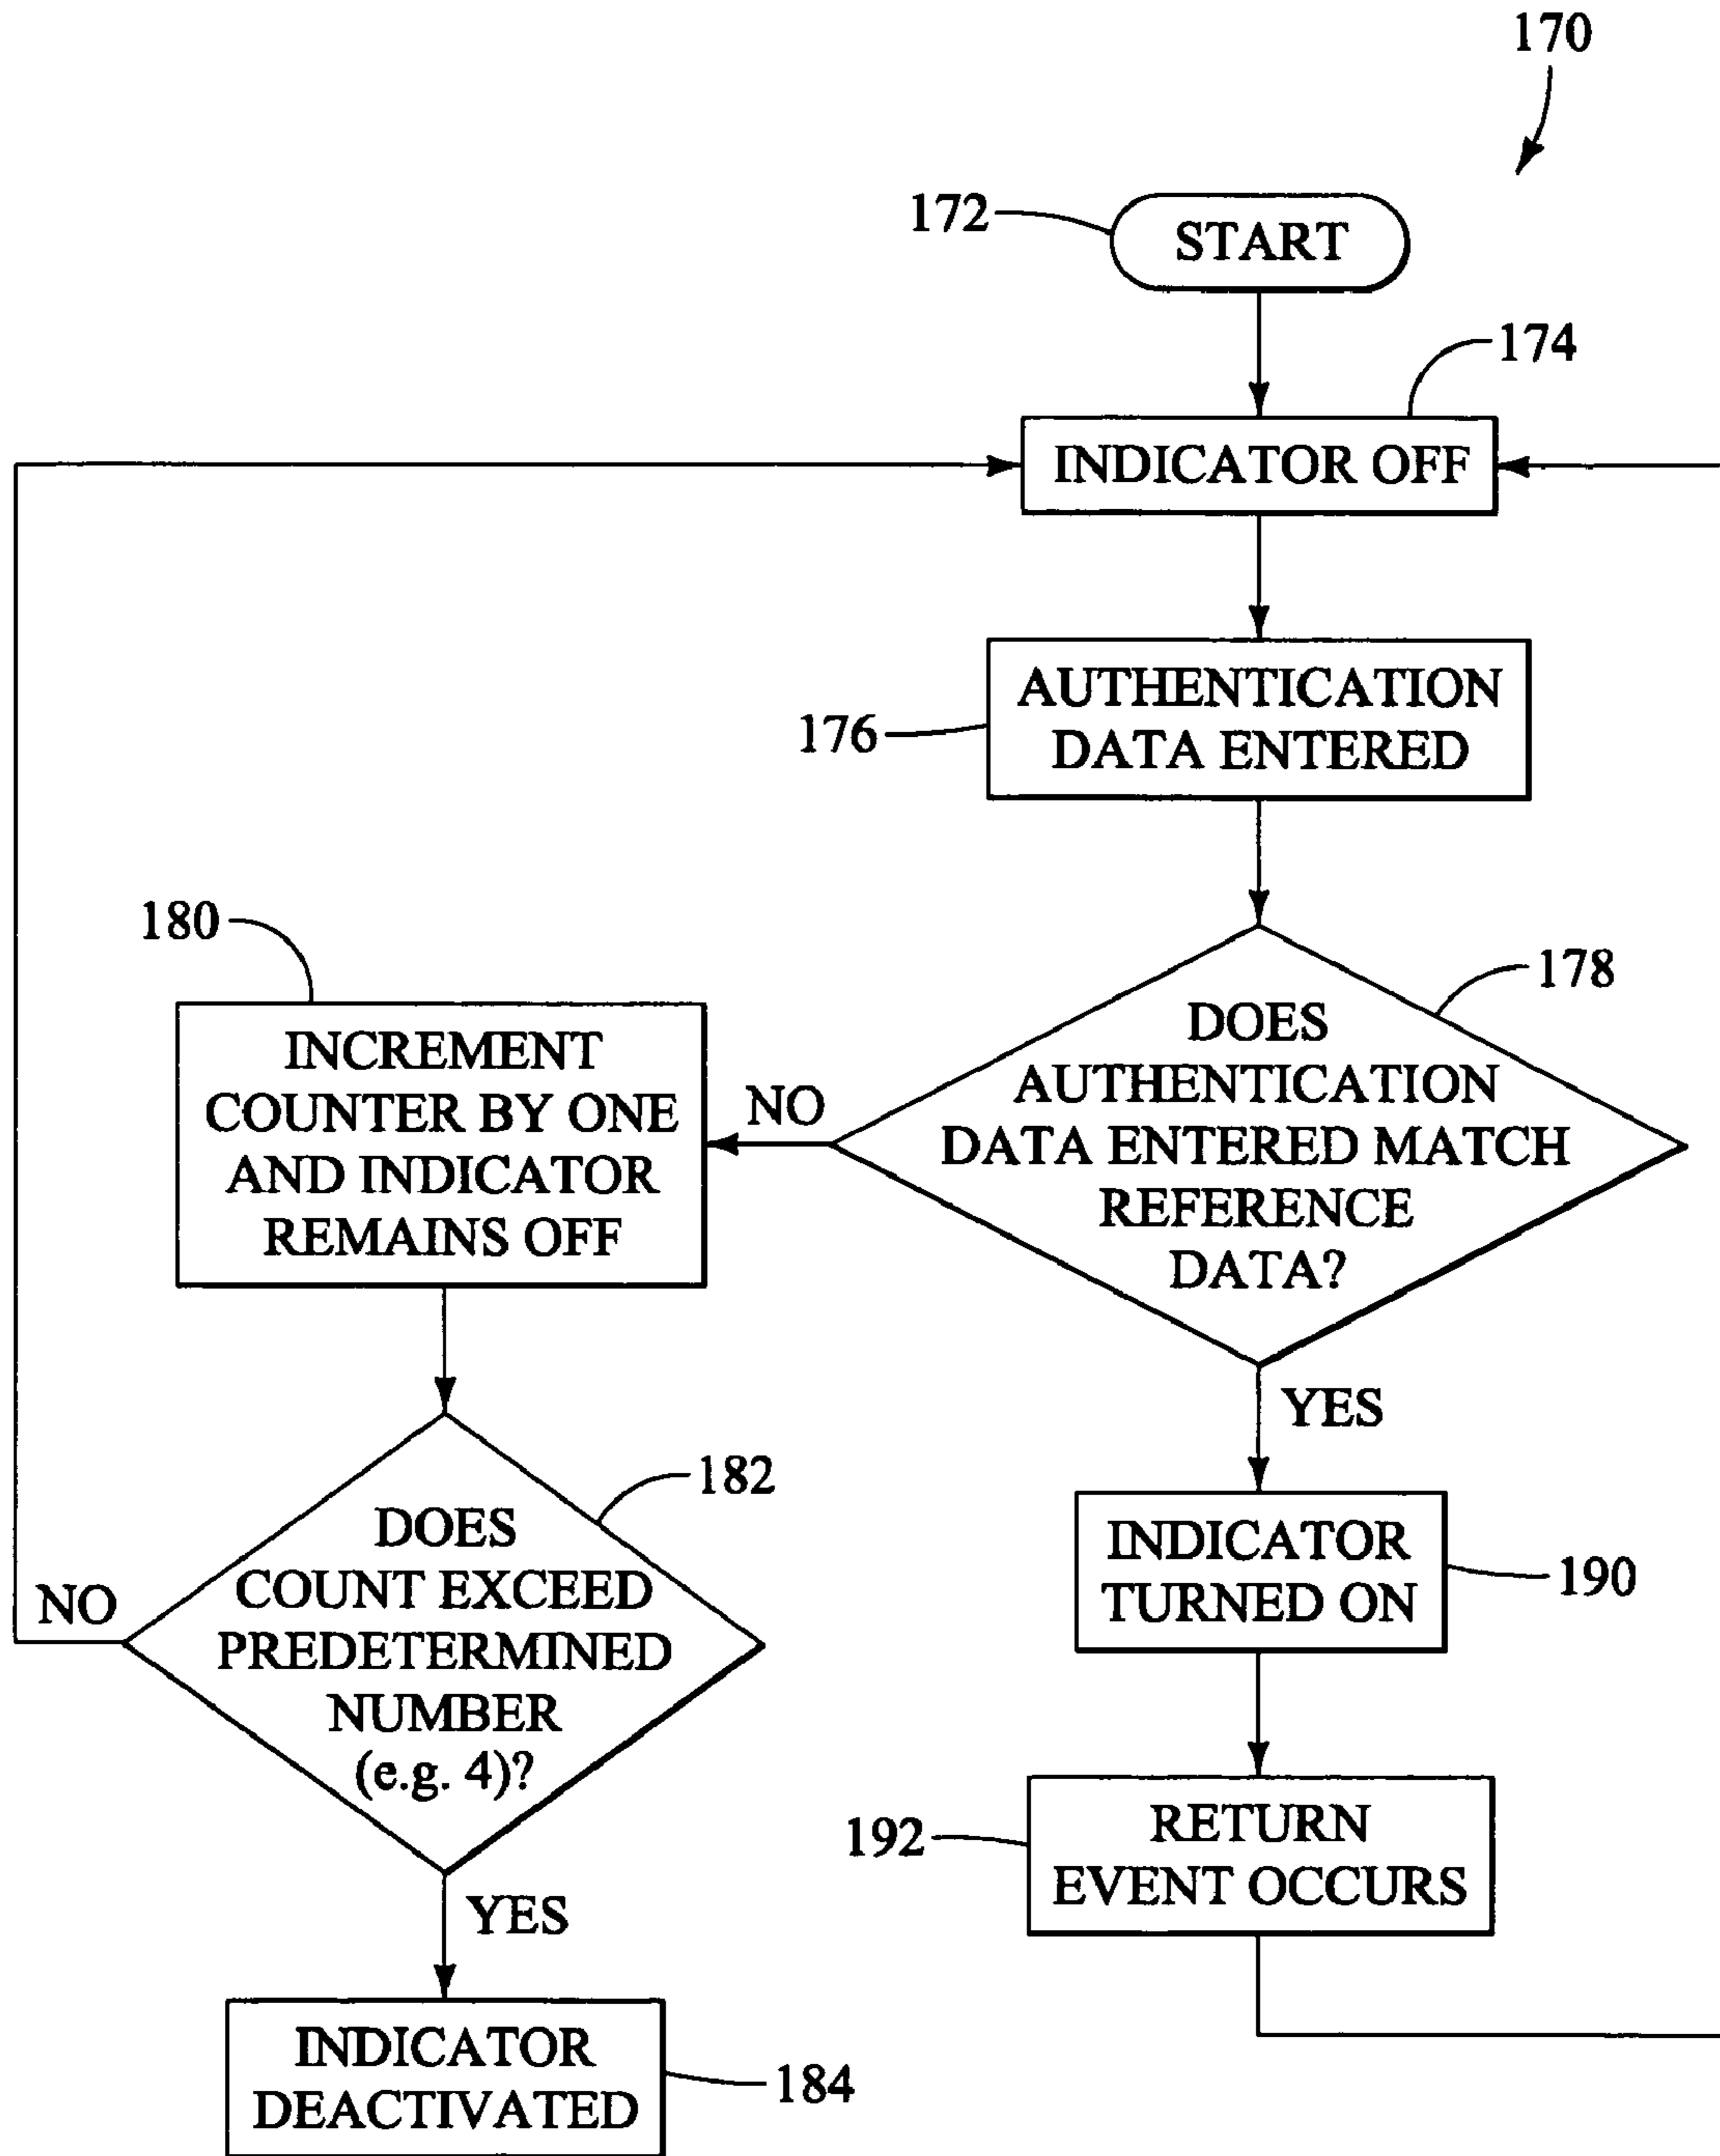 170
172
START
174
INDICATOR OFF
176
AUTHENTICATION
DATA ENTERED
178
DOES
AUTHENTICATION
DATA ENTERED MATCH
REFERENCE
DATA?
NO
180
INCREMENT
COUNTER BY ONE
AND INDICATOR
REMAINS OFF
182
DOES
COUNT EXCEED
PREDETERMINED
NUMBER
(e.g. 4)?
NO
YES
184
INDICATOR
DEACTIVATED
YES
INDICATOR
TURNED ON
190
192
RETURN
EVENT OCCURS